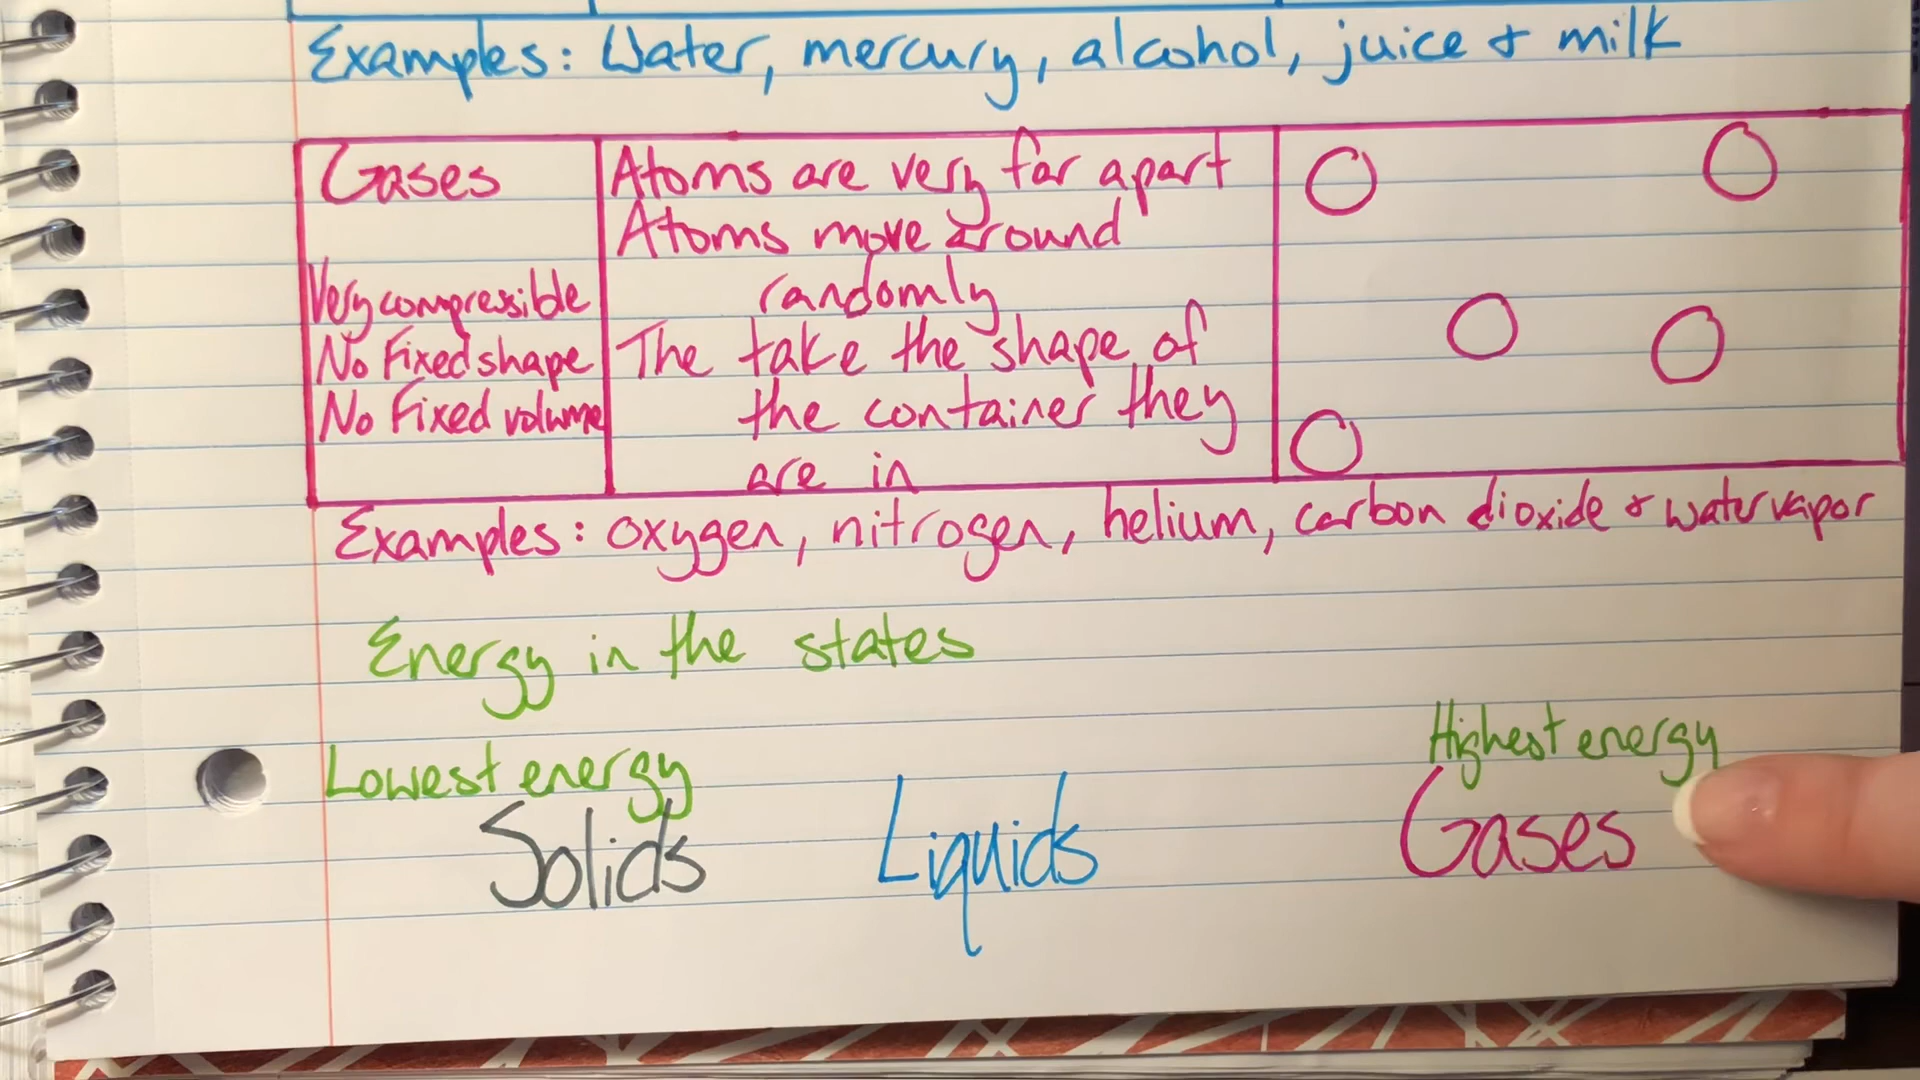 Examples: Water, mercury, alcohol, juice & milk
Gases
Very compressible
No Fixed shape
No Fixed volume
Atoms are very far apart
Atoms move around
randomly
The take the shape of
the container they
are in
Examples: oxygen, nitrogen, helium, carbon dioxide & water vapor
Energy in the states
Lowest energy
Solids
Liquids
Highest energy
Gases